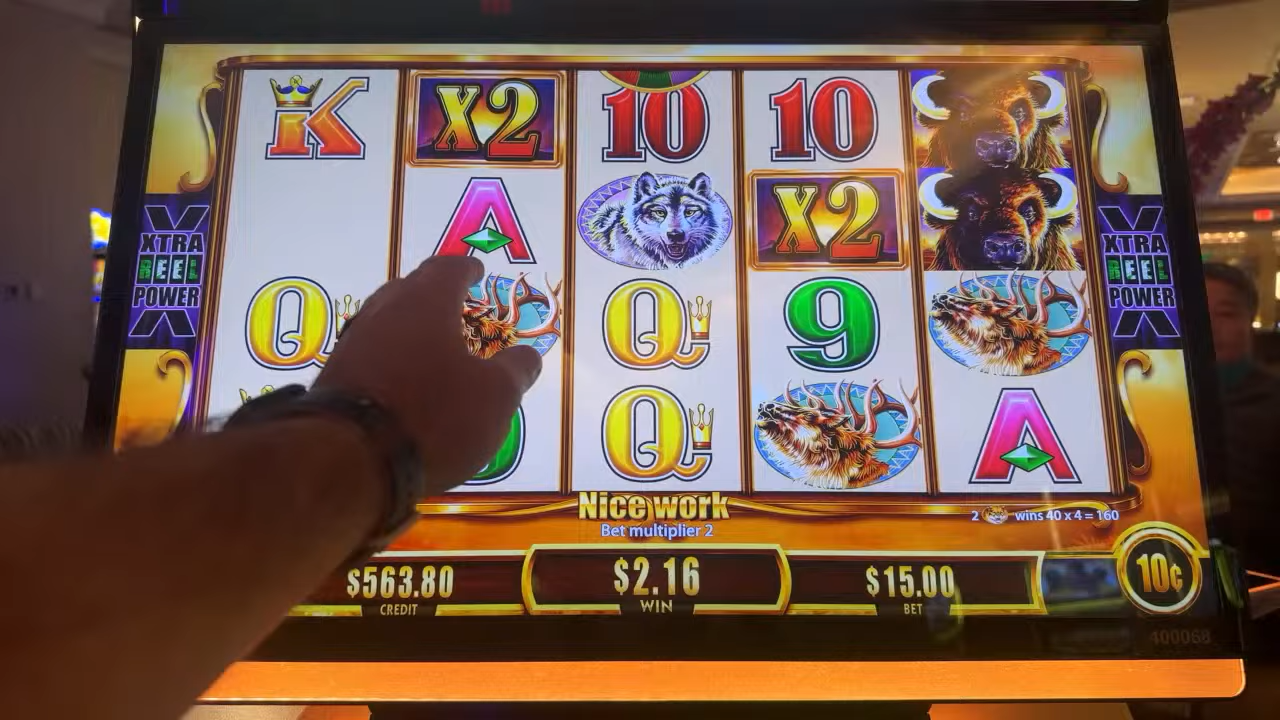 K X2 10 10
A X2
XTRA
REEL
POWER
XTRA
REEL
POWER
Q Q 9
Q A
Nice work
Bet multiplier 2
2 wins 40 x 4 = 160
$563.80
CREDIT
$2.16
WIN
$15.00
BET
10¢
400068